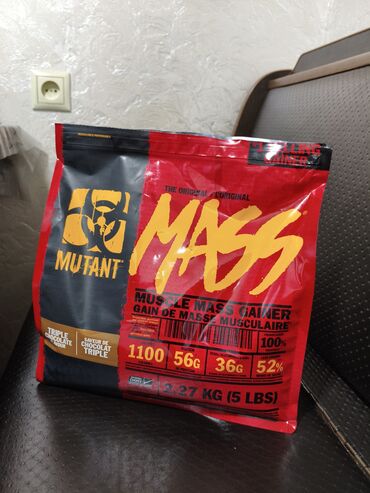 THE ORIGINAL • L'ORIGINAL
MASS
MUTANT
MUSCLE MASS GAINER
GAIN DE MASSE MUSCULAIRE
100%
TRIPLE
CHOCOLATE
SAVEUR DE
CHOCOLAT
TRIPLE
1100
56G
36G
52%
2.27 KG (5 LBS)